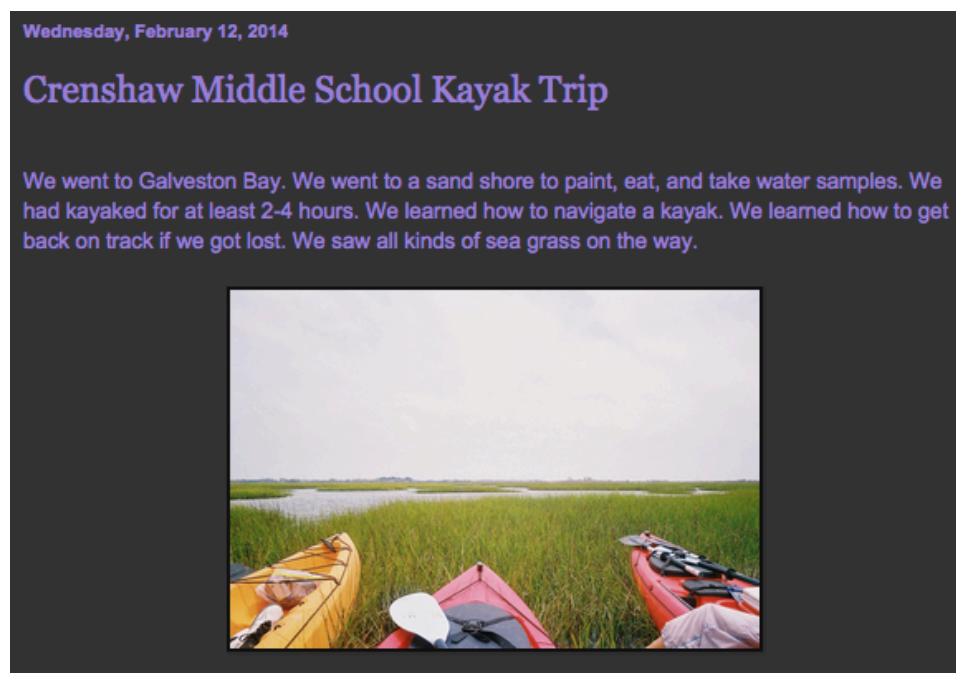 Wednesday, February 12, 2014
Crenshaw Middle School Kayak Trip
We went to Galveston Bay. We went to a sand shore to paint, eat, and take water samples. We
had kayaked for at least 2-4 hours. We learned how to navigate a kayak. We learned how to get
back on track if we got lost. We saw all kinds of sea grass on the way.